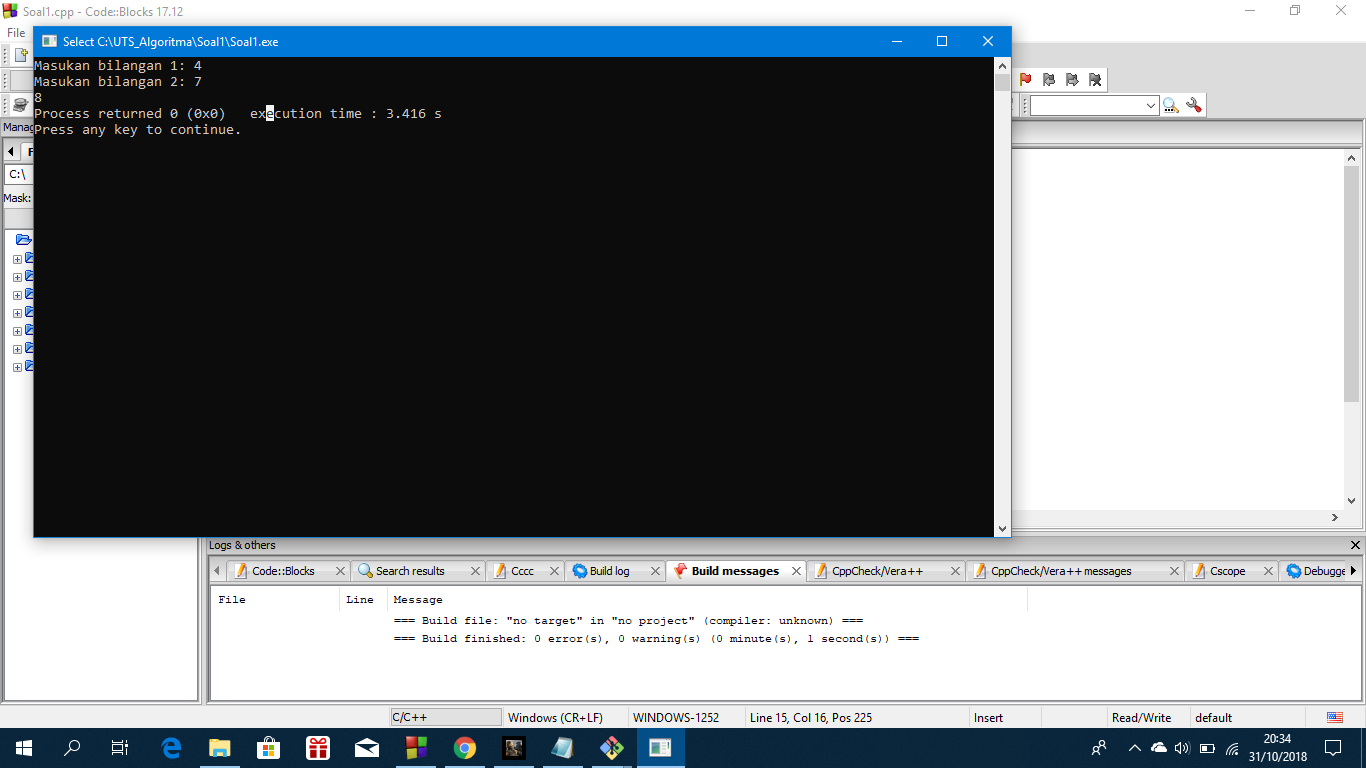 Soal1.cpp - Code::Blocks 17.12
File
Select C:\UTS_Algoritma\Soal1\Soal1.exe
Masukan bilangan 1: 4
Masukan bilangan 2: 7
8
Process returned 0 (0x0)   execution time : 3.416 s
Press any key to continue.
Manag
F
C:\
Mask:
Logs & others
Code::Blocks
Search results
Cccc
Build log
Build messages
CppCheck/Vera++
CppCheck/Vera++ messages
Cscope
Debugge
File Line Message
=== Build file: "no target" in "no project" (compiler: unknown) ===
=== Build finished: 0 error(s), 0 warning(s) (0 minute(s), 1 second(s)) ===
C/C++ Windows (CR+LF) WINDOWS-1252 Line 15, Col 16, Pos 225 Insert Read/Write default
20:34
31/10/2018